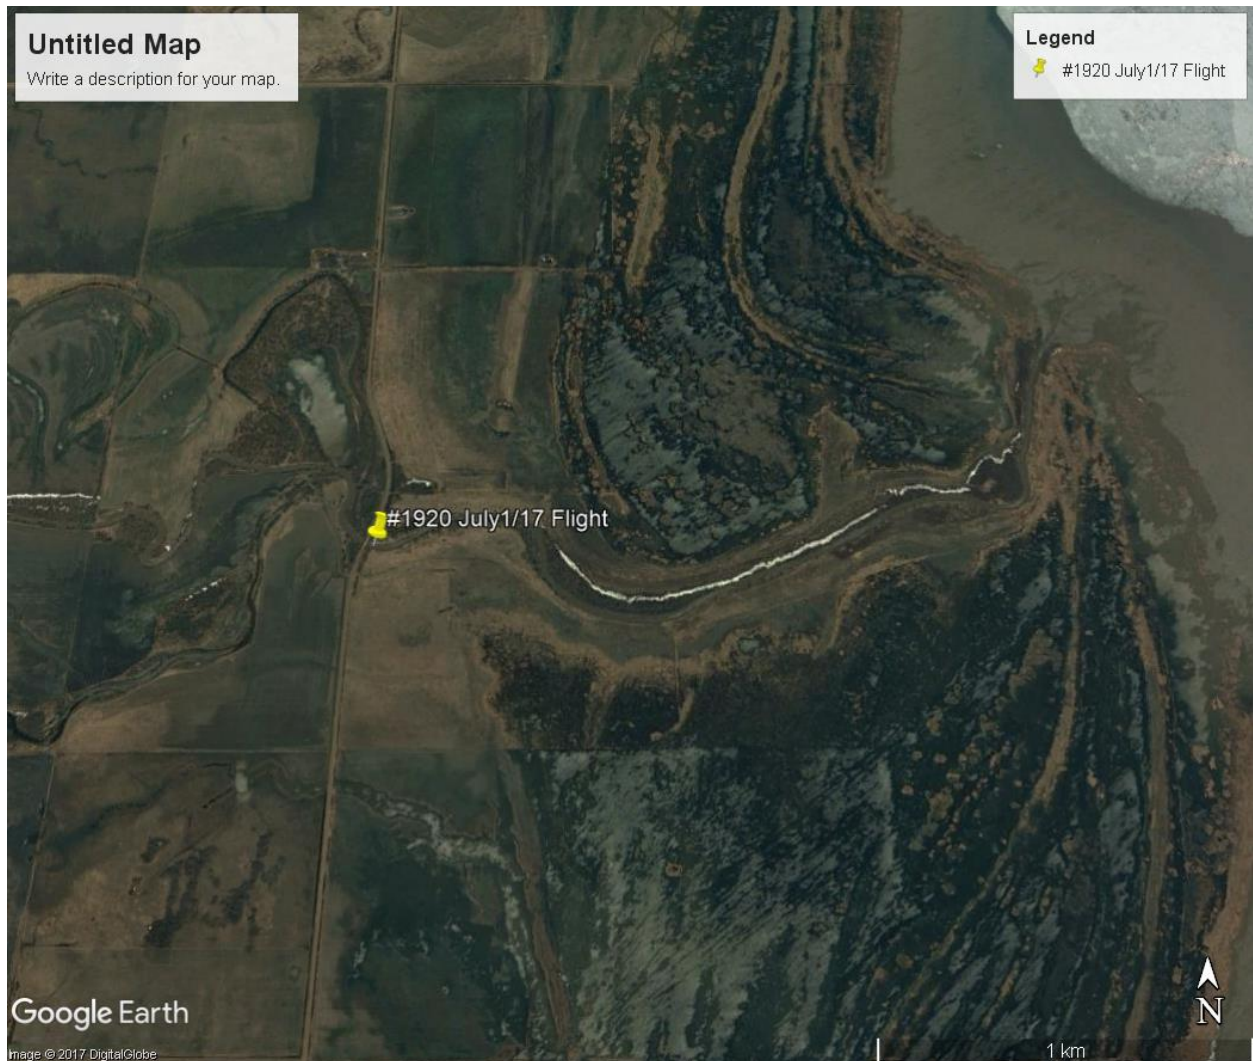 Untitled Map
Write a description for your map.
Legend
#1920 July1/17 Flight
#1920 July1/17 Flight
N
Google Earth
Image © 2017 DigitalGlobe
1 km